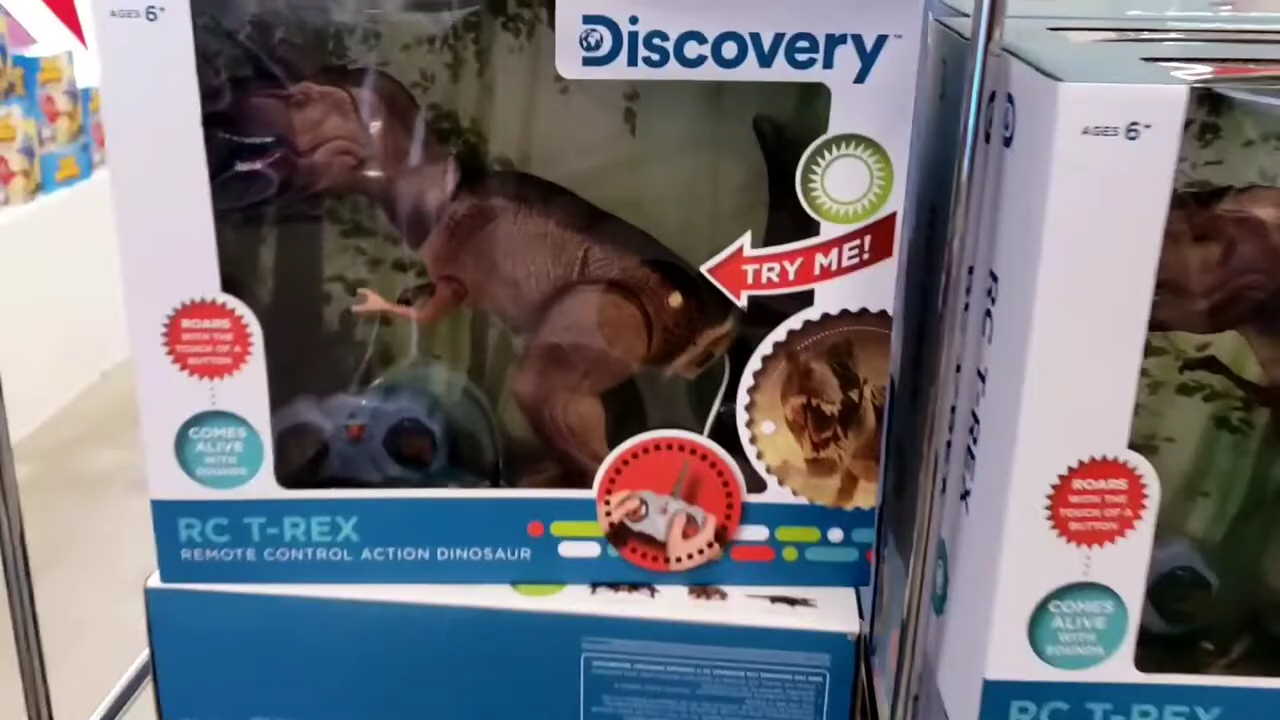 AGES 6+
Discovery™
TRY ME!
ROARS
WITH THE
TOUCH OF A
BUTTON
COMES
ALIVE
WITH
SOUNDS
RC T-REX
REMOTE CONTROL ACTION DINOSAUR
RC T-REX
AGES 6+
ROARS
WITH THE
TOUCH OF A
BUTTON
COMES
ALIVE
WITH
SOUNDS
RC T-REX